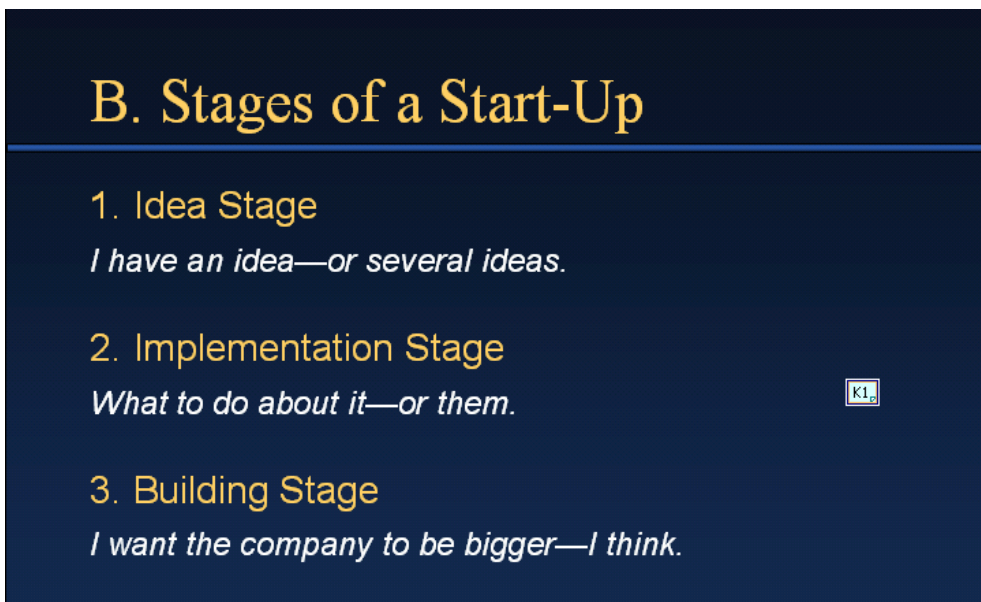 B. Stages of a Start-Up
1. Idea Stage
I have an idea—or several ideas.
2. Implementation Stage
What to do about it—or them.
K1
3. Building Stage
I want the company to be bigger—I think.